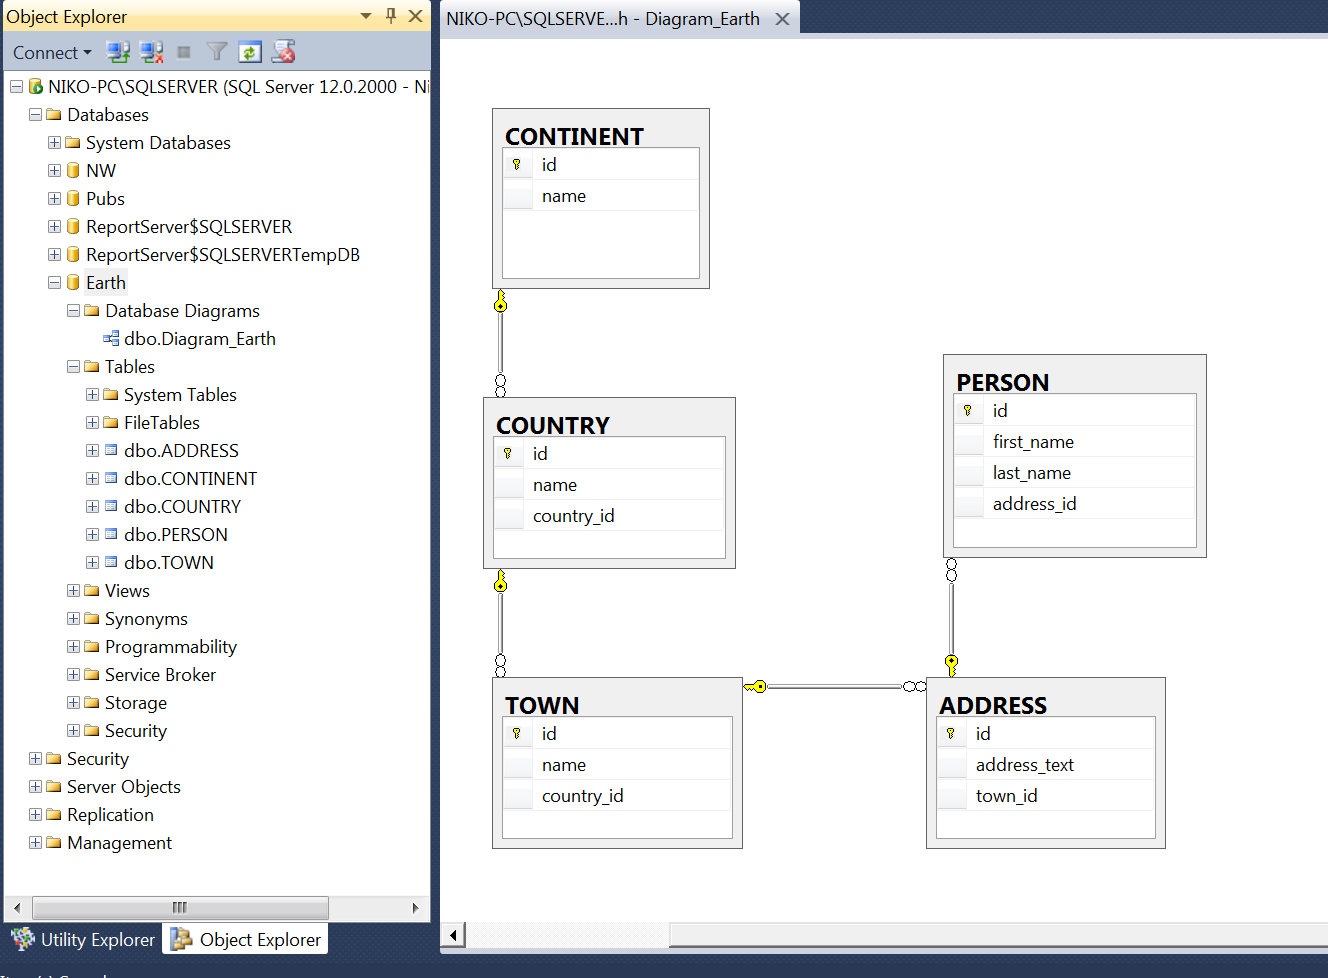 Object Explorer
Connect
NIKO-PC\SQLSERVER (SQL Server 12.0.2000 - Ni
Databases
System Databases
NW
Pubs
ReportServer$SQLSERVER
ReportServer$SQLSERVERTempDB
Earth
Database Diagrams
dbo.Diagram_Earth
Tables
System Tables
FileTables
dbo.ADDRESS
dbo.CONTINENT
dbo.COUNTRY
dbo.PERSON
dbo.TOWN
Views
Synonyms
Programmability
Service Broker
Storage
Security
Security
Server Objects
Replication
Management
Utility Explorer
Object Explorer
NIKO-PC\SQLSERVE...h - Diagram_Earth
CONTINENT
id
name
COUNTRY
id
name
country_id
PERSON
id
first_name
last_name
address_id
TOWN
id
name
country_id
ADDRESS
id
address_text
town_id